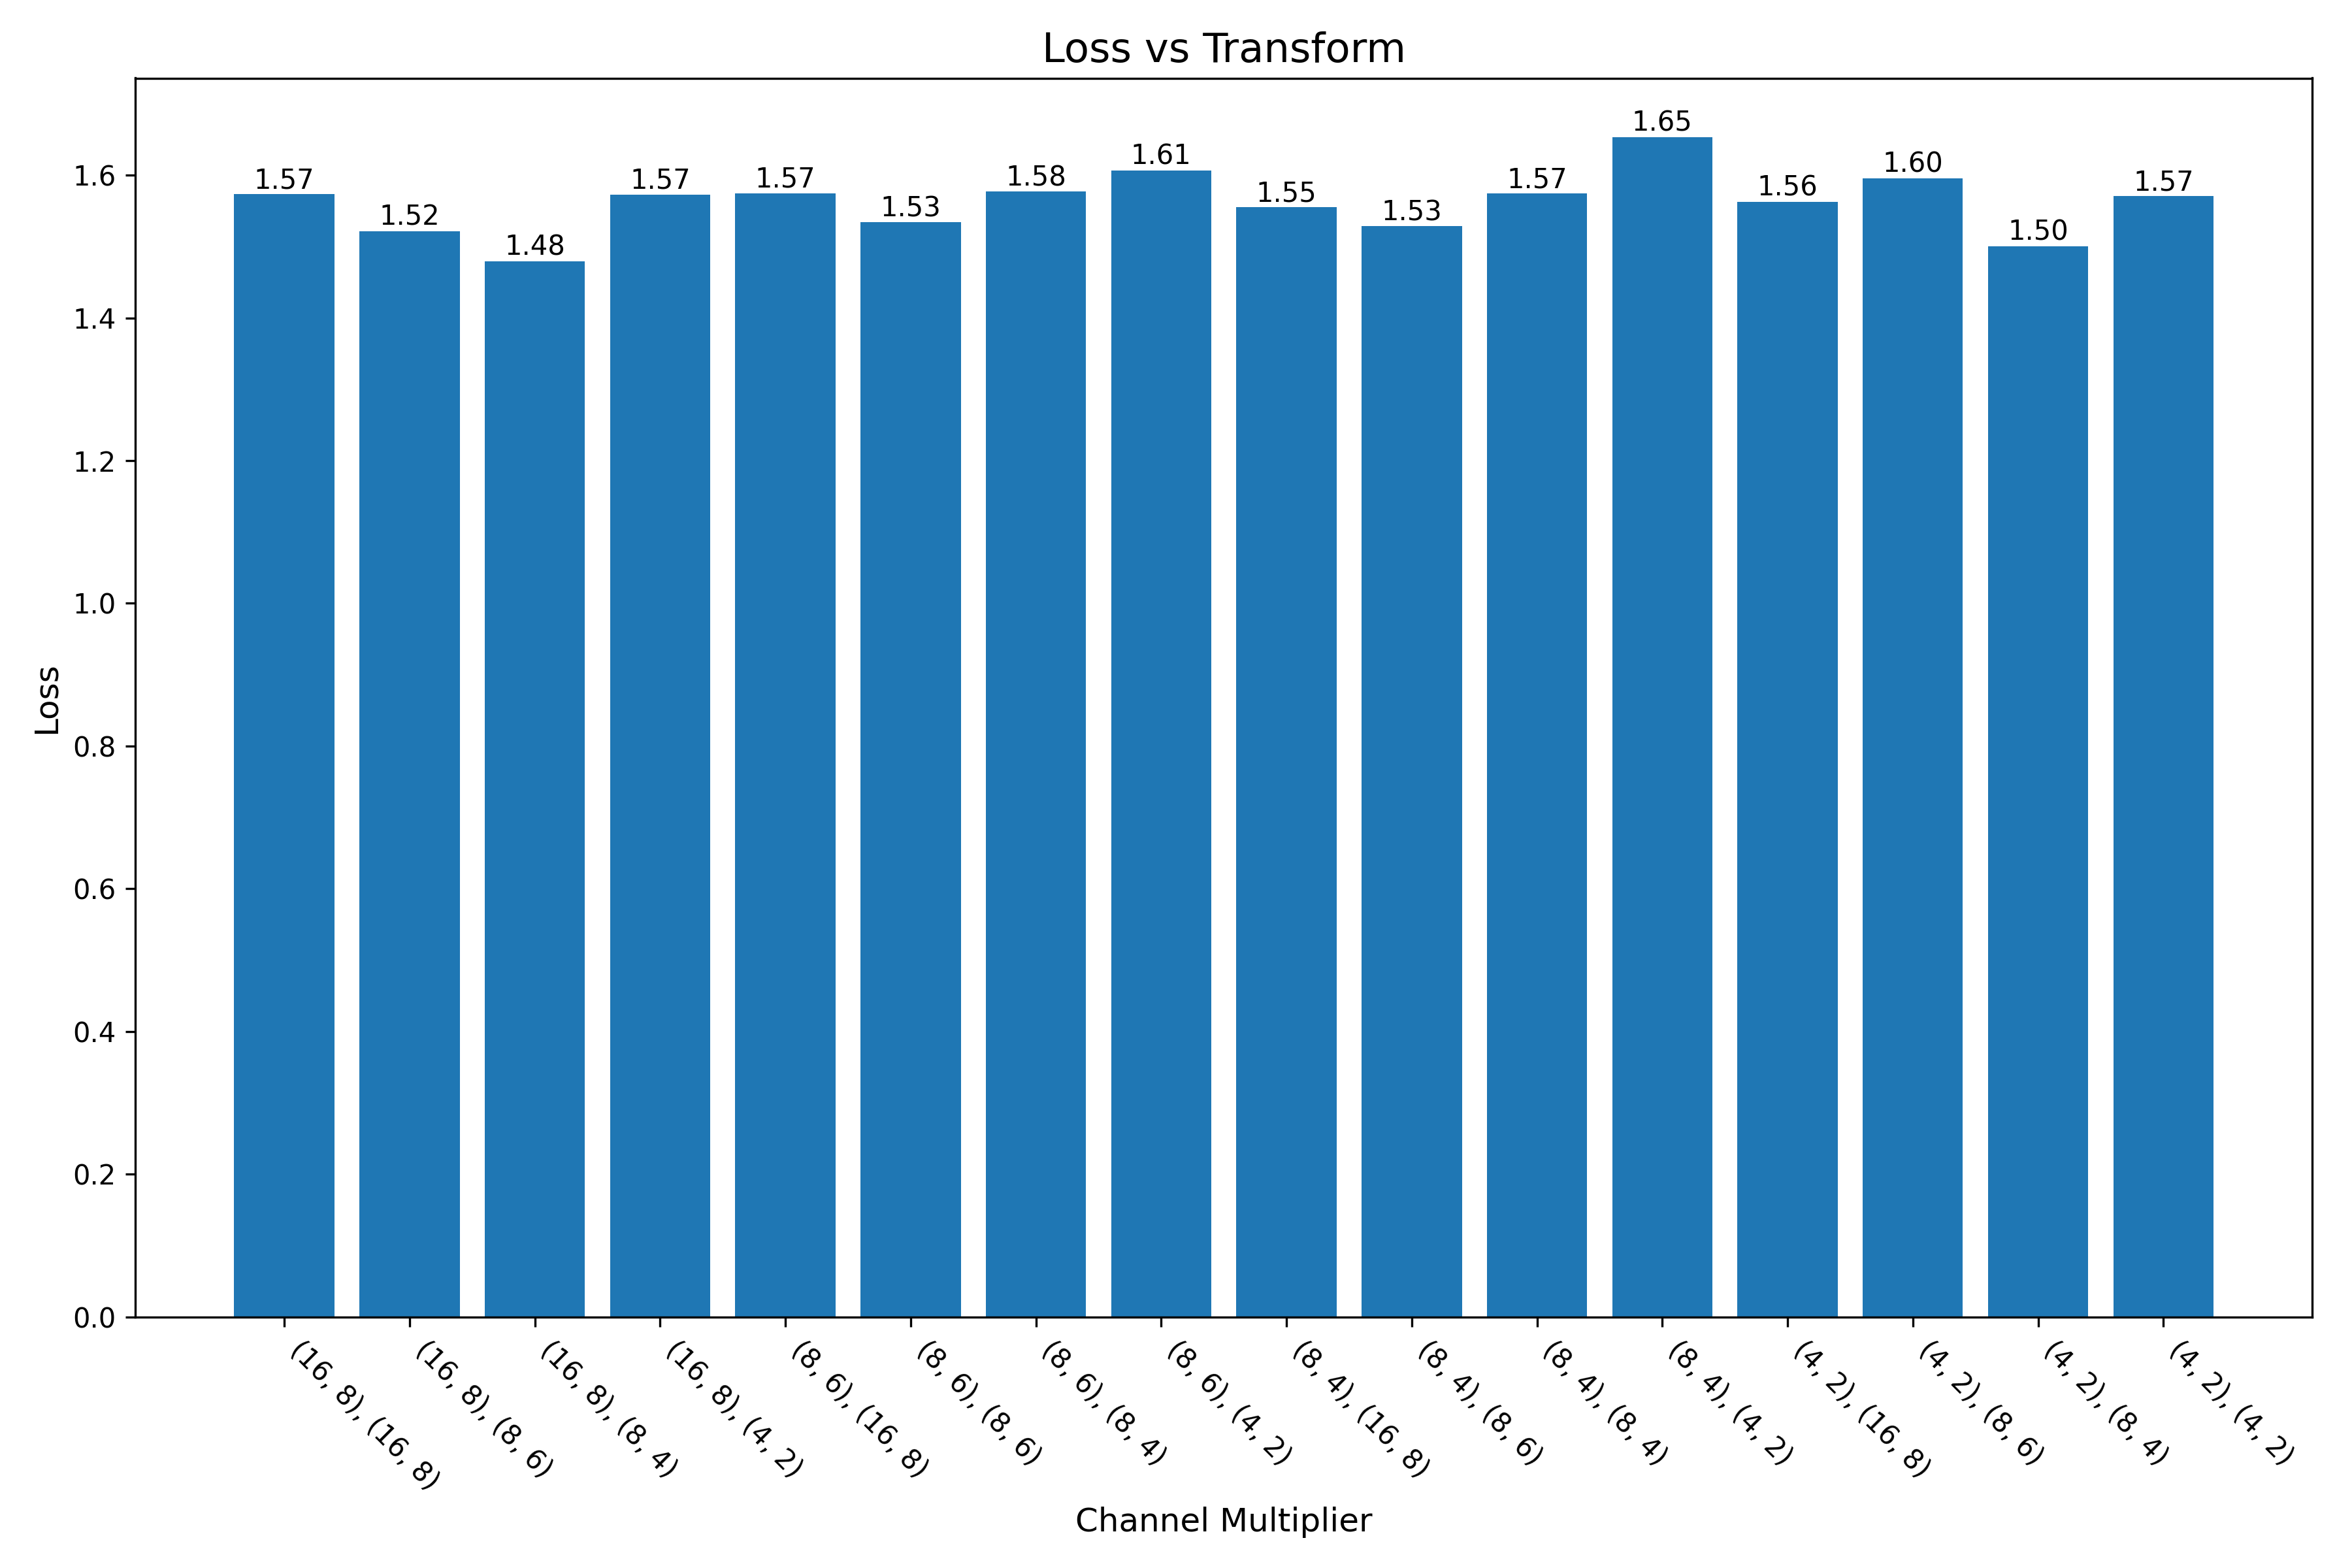 Loss vs Transform
1.65
1.61
1.60
1.57
1.57
1.57
1.58
1.57
1.57
1.56
1.55
1.53
1.53
1.52
1.50
1.48
Loss
1.6
1.4
1.2
1.0
0.8
0.6
0.4
0.2
0.0
(16, 8), (16, 8)
(16, 8), (8, 6)
(16, 8), (8, 4)
(16, 8), (4, 2)
(8, 6), (16, 8)
(8, 6), (8, 6)
(8, 6), (8, 4)
(8, 6), (4, 2)
(8, 4), (16, 8)
(8, 4), (8, 6)
(8, 4), (8, 4)
(8, 4), (4, 2)
(4, 2), (16, 8)
(4, 2), (8, 6)
(4, 2), (8, 4)
(4, 2), (4, 2)
Channel Multiplier